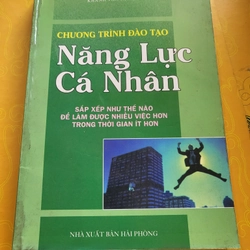 CHƯƠNG TRÌNH ĐÀO TẠO
Năng Lực
Cá Nhân
SẮP XẾP NHƯ THẾ NÀO
ĐỂ LÀM ĐƯỢC NHIỀU VIỆC HƠN
TRONG THỜI GIAN ÍT HƠN
NHÀ XUẤT BẢN HẢI PHÒNG